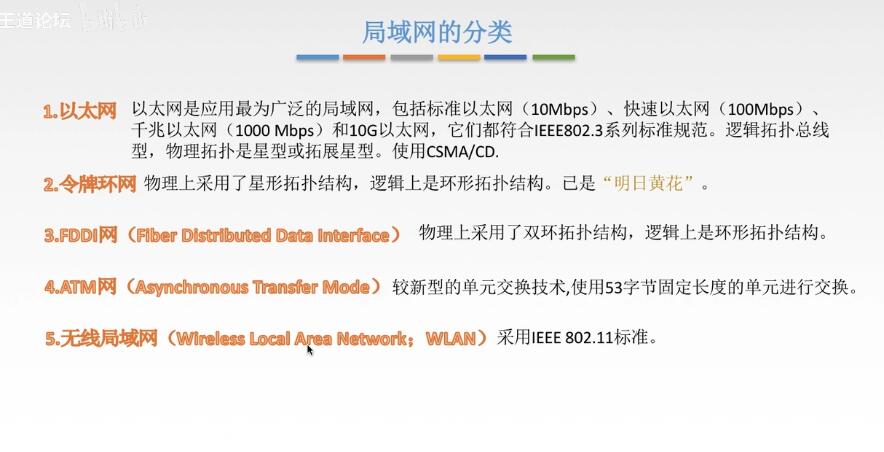 王道论坛 bilibili
局域网的分类
1.以太网 以太网是应用最为广泛的局域网，包括标准以太网（10Mbps）、快速以太网（100Mbps）、
千兆以太网（1000 Mbps）和10G以太网，它们都符合IEEE802.3系列标准规范。逻辑拓扑总线
型，物理拓扑是星型或拓展星型。使用CSMA/CD.
2.令牌环网 物理上采用了星形拓扑结构，逻辑上是环形拓扑结构。己是“明日黄花”。
3.FDDI网（Fiber Distributed Data Interface） 物理上采用了双环拓扑结构，逻辑上是环形拓扑结构。
4.ATM网（Asynchronous Transfer Mode） 较新型的单元交换技术,使用53字节固定长度的单元进行交换。
5.无线局域网（Wireless Local Area Network；WLAN）采用IEEE 802.11标准。